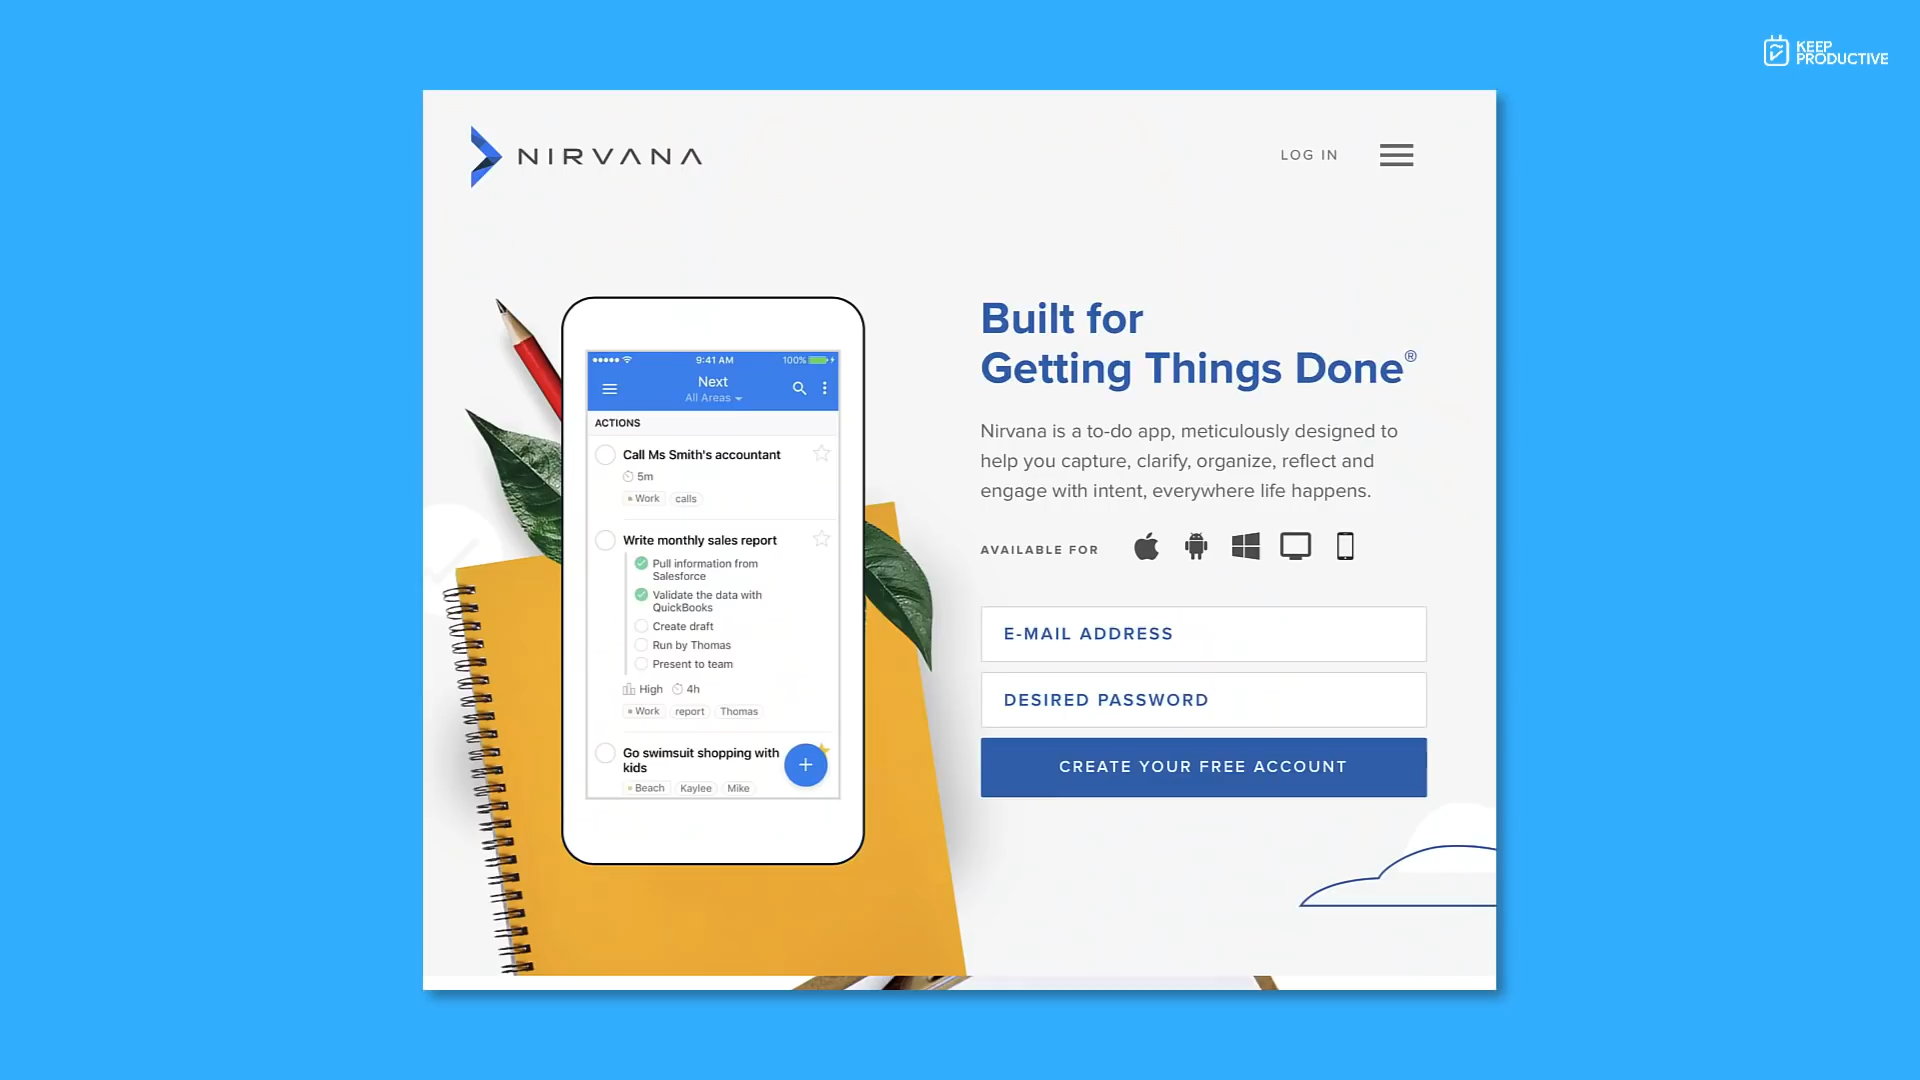 KEEP
PRODUCTIVE
NIRVANA
LOG IN
9:41 AM
100%
Next
All Areas
ACTIONS
Call Ms Smith's accountant
5m
Work calls
Write monthly sales report
Pull information from
Salesforce
Validate the data with
QuickBooks
Create draft
Run by Thomas
Present to team
High 4h
Work report Thomas
Go swimsuit shopping with
kids
Beach Kaylee Mike
Built for
Getting Things Done®
Nirvana is a to-do app, meticulously designed to
help you capture, clarify, organize, reflect and
engage with intent, everywhere life happens.
AVAILABLE FOR
E-MAIL ADDRESS
DESIRED PASSWORD
CREATE YOUR FREE ACCOUNT